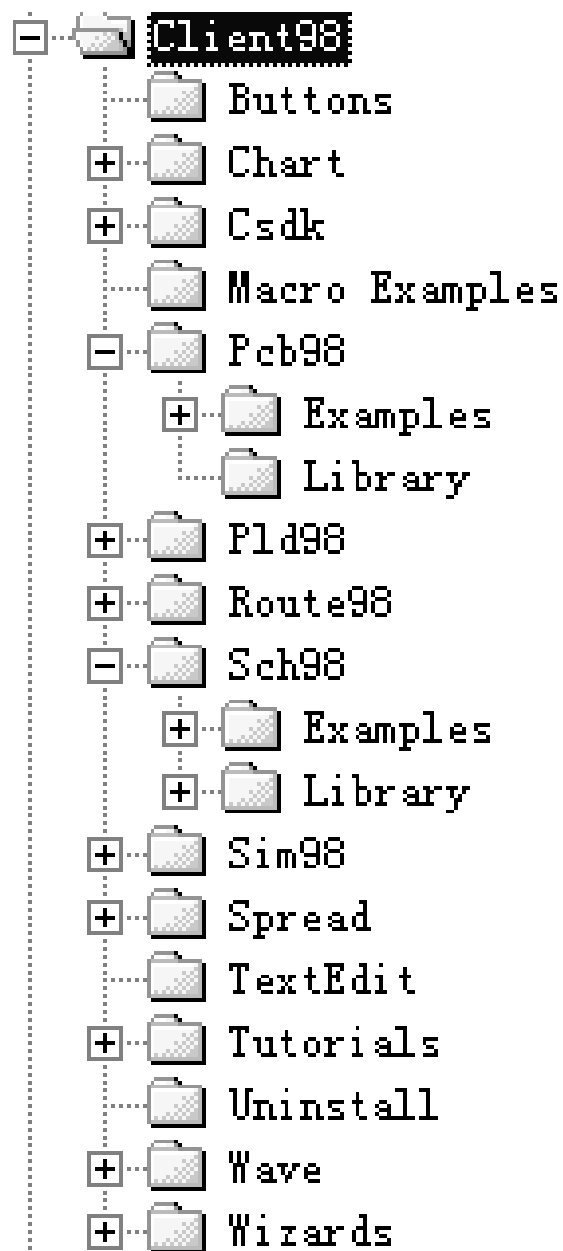 Client98
Buttons
Chart
Csdk
Macro Examples
Pcb98
Examples
Library
Pld98
Route98
Sch98
Examples
Library
Sim98
Spread
TextEdit
Tutorials
Uninstall
Wave
Wizards